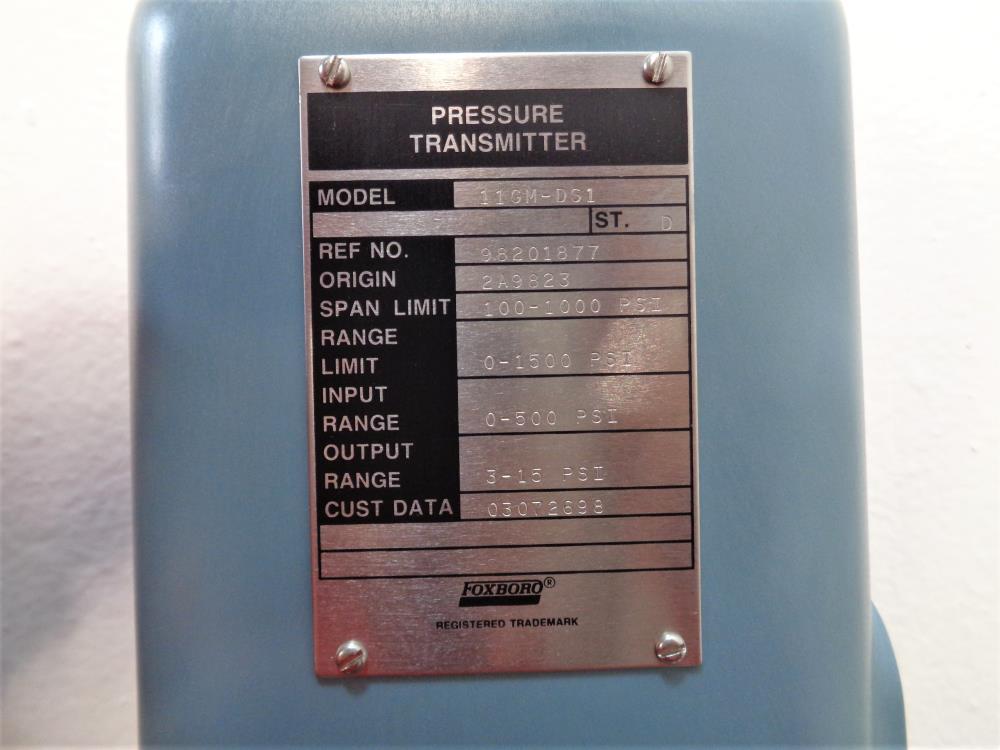 PRESSURE
TRANSMITTER
MODEL 11GM-DS1
ST. D
REF NO. 98201877
ORIGIN 2A9823
SPAN LIMIT 100-1000 PSI
RANGE
LIMIT 0-1500 PSI
INPUT
RANGE 0-500 PSI
OUTPUT
RANGE 3-15 PSI
CUST DATA 03072698
FOXBORO®
REGISTERED TRADEMARK